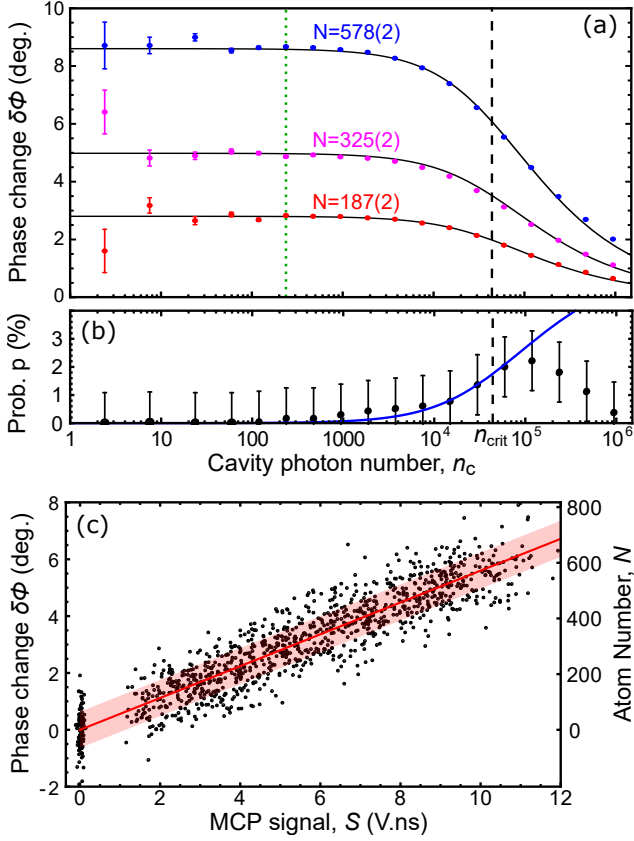 10
8
6
4
2
0
Phase change δΦ (deg.)
(a)
N=578(2)
N=325(2)
N=187(2)
3
2
1
0
Prob. p (%)
(b)
1
10
100
1000
10⁴
n_crit
10⁵
10⁶
Cavity photon number, n_c
8
6
4
2
0
-2
Phase change δΦ (deg.)
(c)
800
600
400
200
0
Atom Number, N
0
2
4
6
8
10
12
MCP signal, S (V.ns)